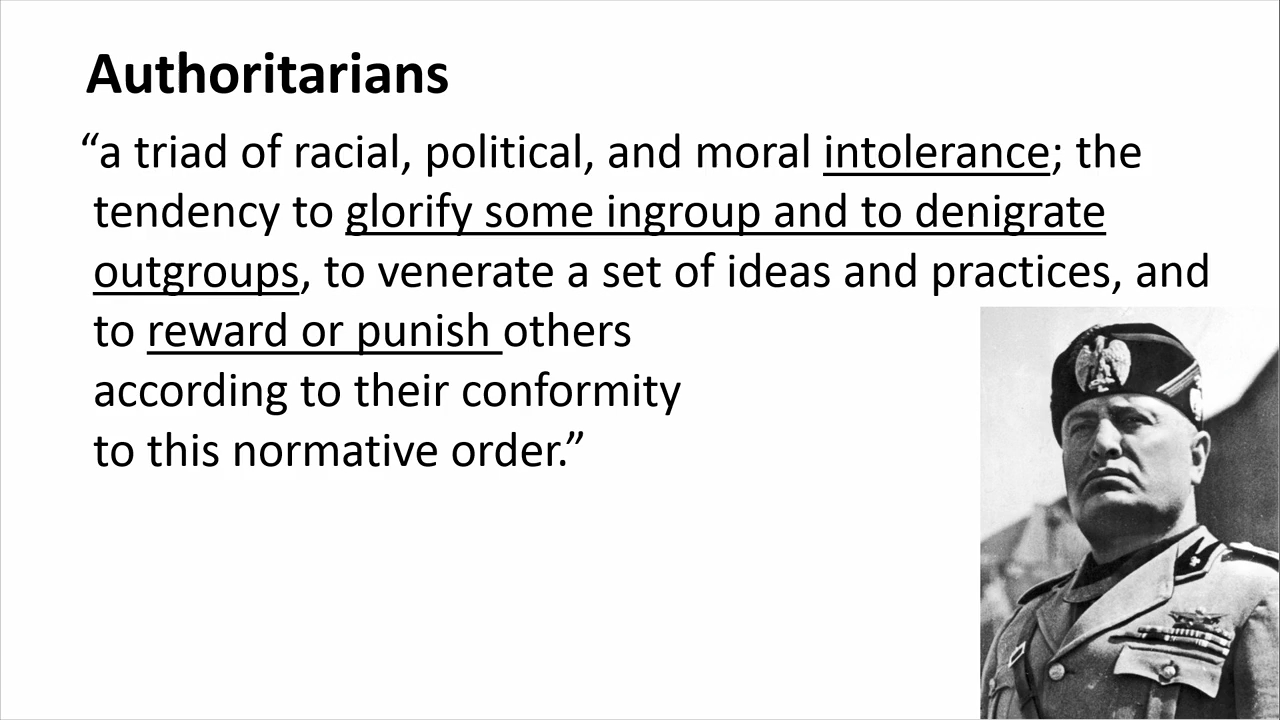 Authoritarians
“a triad of racial, political, and moral intolerance; the
tendency to glorify some ingroup and to denigrate
outgroups, to venerate a set of ideas and practices, and
to reward or punish others
according to their conformity
to this normative order.”